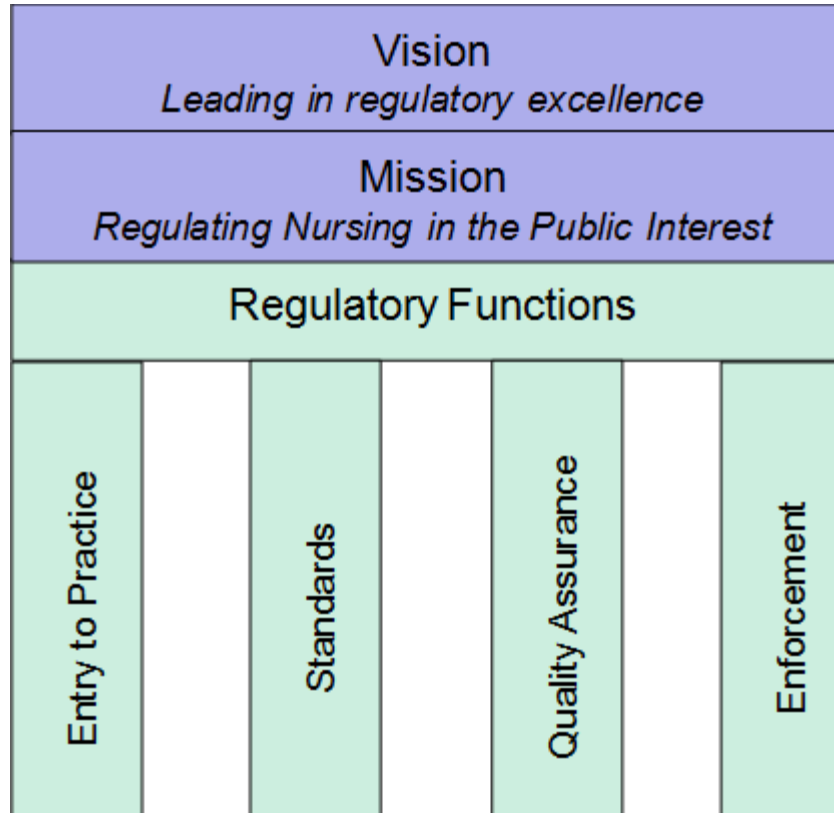 Vision
Leading in regulatory excellence
Mission
Regulating Nursing in the Public Interest
Regulatory Functions
Entry to Practice
Standards
Quality Assurance
Enforcement